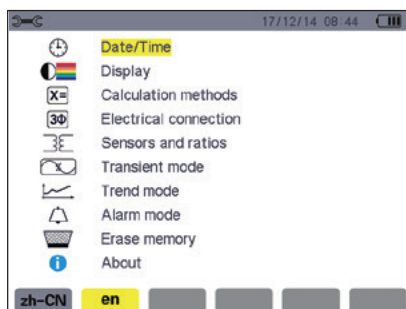 17/12/14 08:44
Date/Time
Display
X= Calculation methods
3Φ Electrical connection
Sensors and ratios
Transient mode
Trend mode
Alarm mode
Erase memory
i About
zh-CN en